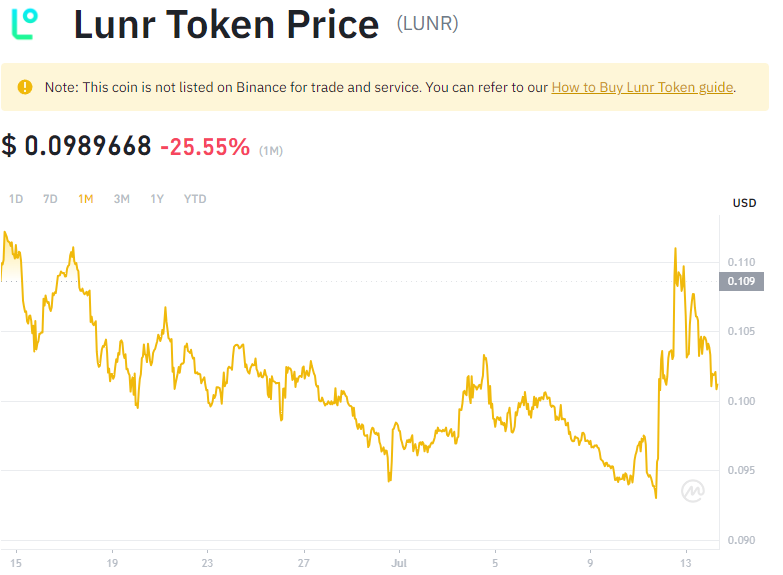 Lunr Token Price (LUNR)
Note: This coin is not listed on Binance for trade and service. You can refer to our How to Buy Lunr Token guide.
$ 0.0989668 -25.55% (1M)
1D 7D 1M 3M 1Y YTD
USD
0.110
0.109
0.105
0.100
0.095
0.090
15 19 23 27 Jul 5 9 13